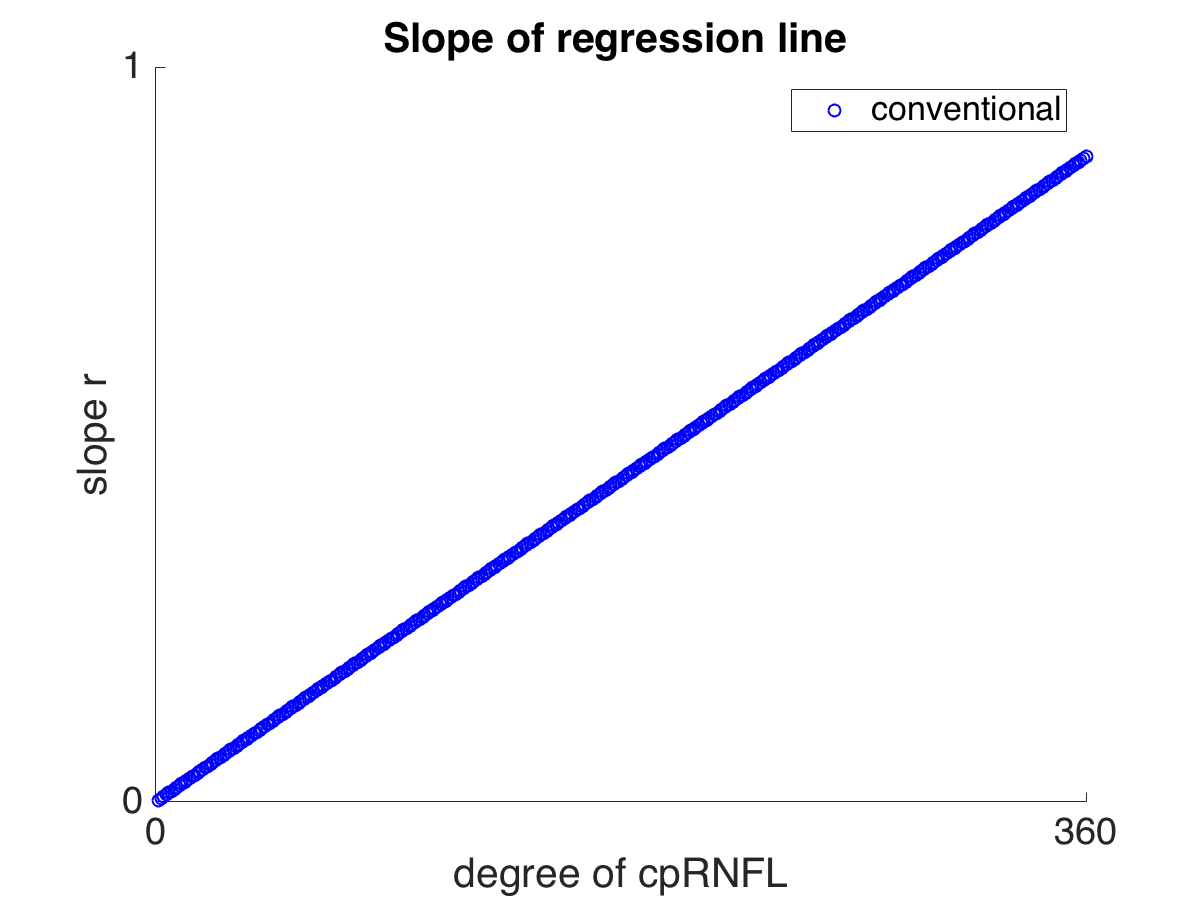 Slope of regression line
1
conventional
slope r
0
0
360
degree of cpRNFL